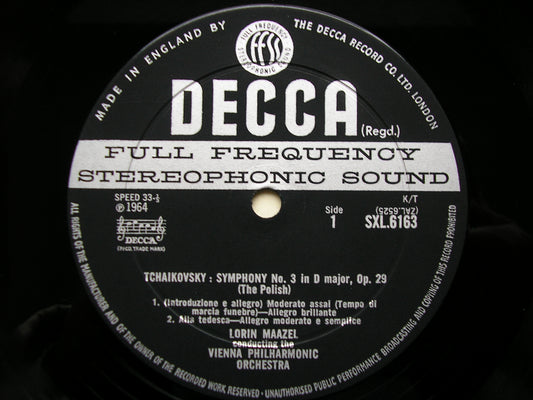 MADE IN ENGLAND BY
THE DECCA RECORD CO. LTD. LONDON
FULL FREQUENCY
ffss
STEREOPHONIC SOUND
DECCA
(Regd.)
FULL FREQUENCY
STEREOPHONIC SOUND
SPEED 33-⅓
℗ 1964
DECCA
(REGD. TRADE MARK)
K/T
(ZAL.6525)
Side
1
SXL.6163
TCHAIKOVSKY : SYMPHONY No. 3 in D major, Op. 29
(The Polish)
1. (Introduzione e allegro) Moderato assai (Tempo di
marcia funebre)—Allegro brillante
2. Alla tedesca—Allegro moderato e semplice
LORIN MAAZEL
conducting the
VIENNA PHILHARMONIC
ORCHESTRA
ALL RIGHTS OF THE MANUFACTURER AND OF THE OWNER OF THE RECORDED WORK RESERVED · UNAUTHORISED PUBLIC PERFORMANCE BROADCASTING AND COPYING OF THIS RECORD PROHIBITED